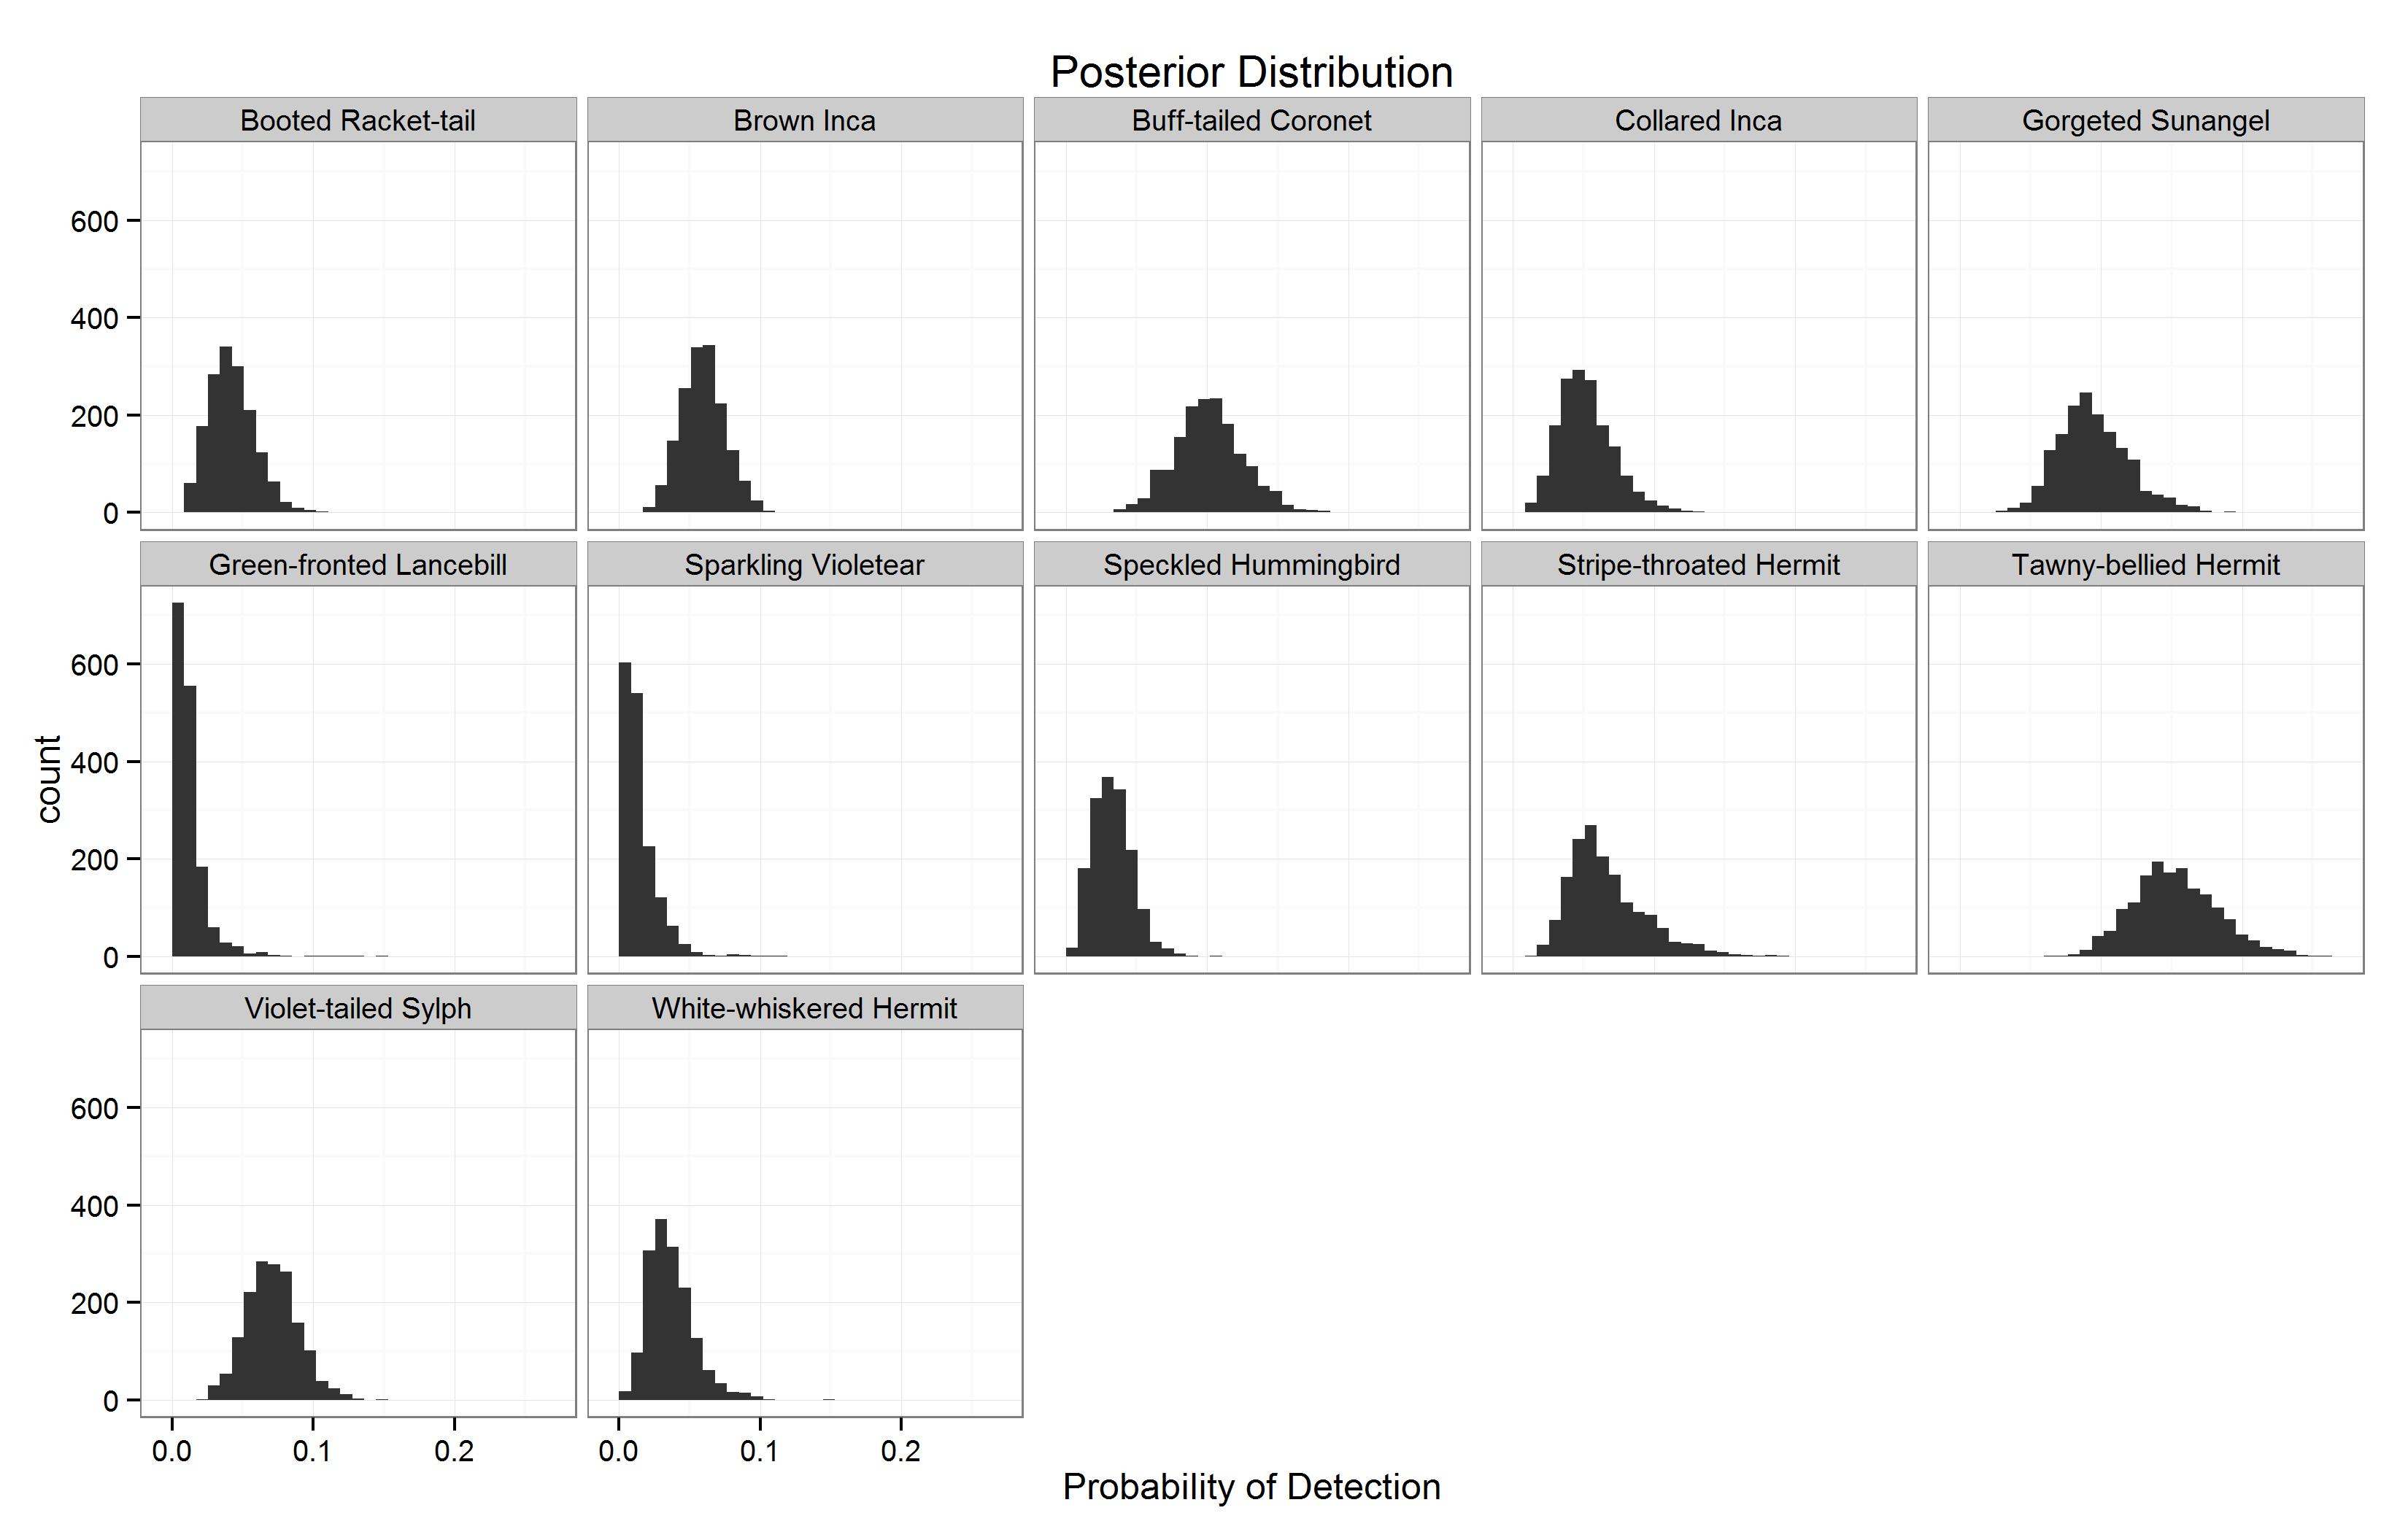 Posterior Distribution
Booted Racket-tail Brown Inca Buff-tailed Coronet Collared Inca Gorgeted Sunangel
600
400
200
0
Green-fronted Lancebill Sparkling Violetear Speckled Hummingbird Stripe-throated Hermit Tawny-bellied Hermit
600
400
200
0
count
Violet-tailed Sylph White-whiskered Hermit
600
400
200
0
0.0 0.1 0.2 0.0 0.1 0.2
Probability of Detection